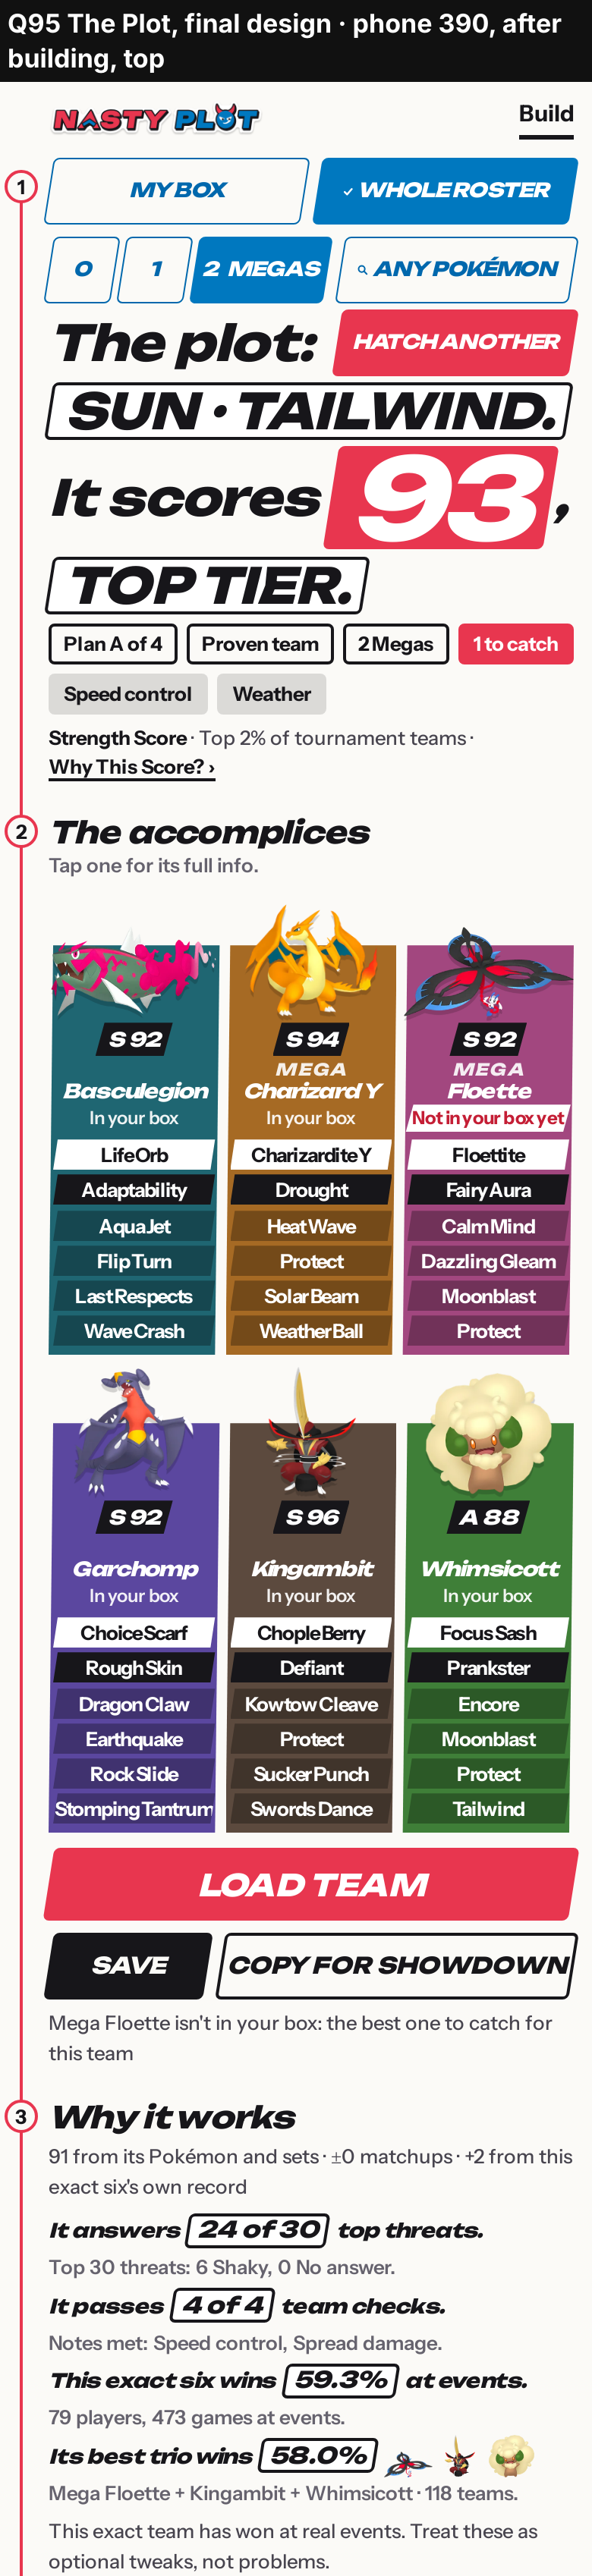 Q95 The Plot, final design · phone 390, after
building, top
NASTY PLOT
Build
1
MY BOX
✓ WHOLE ROSTER
0
1
2 MEGAS
ANY POKÉMON
The plot:
HATCH ANOTHER
SUN · TAILWIND.
It scores 93,
TOP TIER.
Plan A of 4
Proven team
2 Megas
1 to catch
Speed control
Weather
Strength Score · Top 2% of tournament teams ·
Why This Score? ›
2
The accomplices
Tap one for its full info.
S 92
S 94
S 92
MEGA
MEGA
Basculegion
Charizard Y
Floette
In your box
In your box
Not in your box yet
Life Orb
Charizardite Y
Floettite
Adaptability
Drought
Fairy Aura
Aqua Jet
Heat Wave
Calm Mind
Flip Turn
Protect
Dazzling Gleam
Last Respects
Solar Beam
Moonblast
Wave Crash
Weather Ball
Protect
S 92
S 96
A 88
Garchomp
Kingambit
Whimsicott
In your box
In your box
In your box
Choice Scarf
Chople Berry
Focus Sash
Rough Skin
Defiant
Prankster
Dragon Claw
Kowtow Cleave
Encore
Earthquake
Protect
Moonblast
Rock Slide
Sucker Punch
Protect
Stomping Tantrum
Swords Dance
Tailwind
LOAD TEAM
SAVE
COPY FOR SHOWDOWN
Mega Floette isn't in your box: the best one to catch for
this team
3
Why it works
91 from its Pokémon and sets · ±0 matchups · +2 from this
exact six's own record
It answers 24 of 30 top threats.
Top 30 threats: 6 Shaky, 0 No answer.
It passes 4 of 4 team checks.
Notes met: Speed control, Spread damage.
This exact six wins 59.3% at events.
79 players, 473 games at events.
Its best trio wins 58.0%
Mega Floette + Kingambit + Whimsicott · 118 teams.
This exact team has won at real events. Treat these as
optional tweaks, not problems.